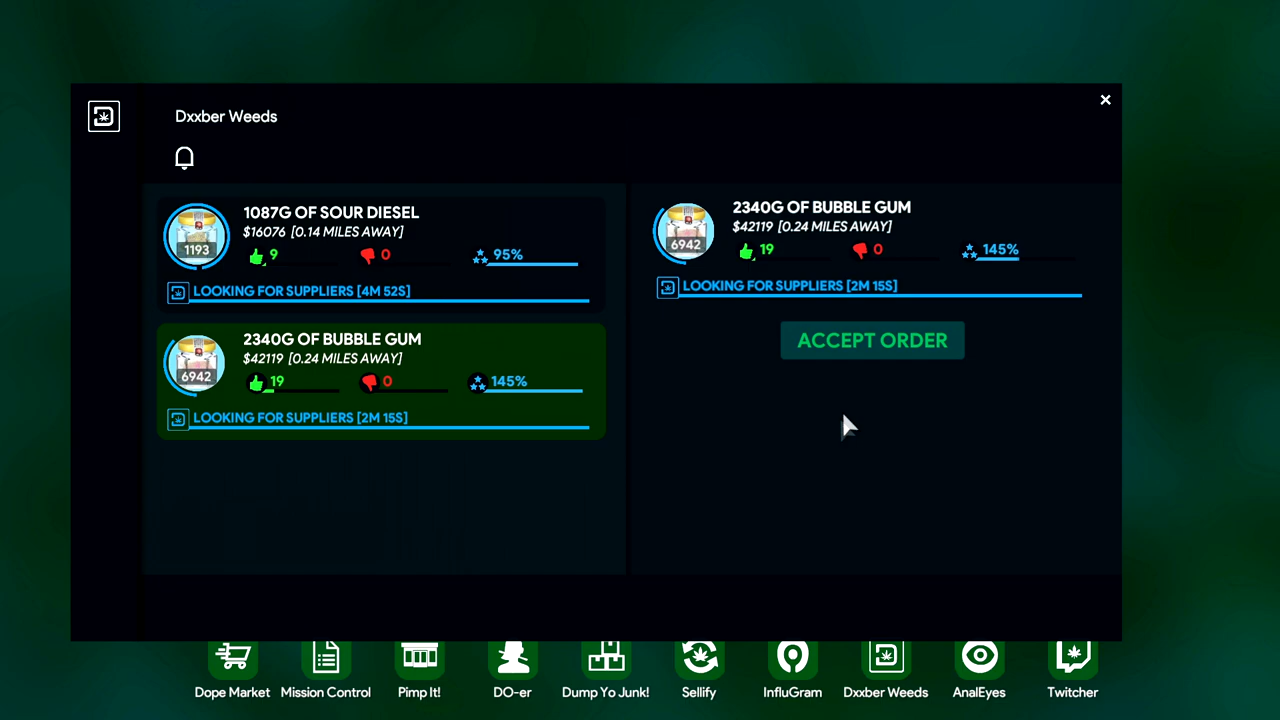 Dxxber Weeds
×
1087G OF SOUR DIESEL
$16076 [0.14 MILES AWAY]
1193
9
0
95%
LOOKING FOR SUPPLIERS [4M 52S]
2340G OF BUBBLE GUM
$42119 [0.24 MILES AWAY]
6942
19
0
145%
LOOKING FOR SUPPLIERS [2M 15S]
2340G OF BUBBLE GUM
$42119 [0.24 MILES AWAY]
6942
19
0
145%
LOOKING FOR SUPPLIERS [2M 15S]
ACCEPT ORDER
Dope Market
Mission Control
Pimp It!
DO-er
Dump Yo Junk!
Sellify
InfluGram
Dxxber Weeds
AnalEyes
Twitcher